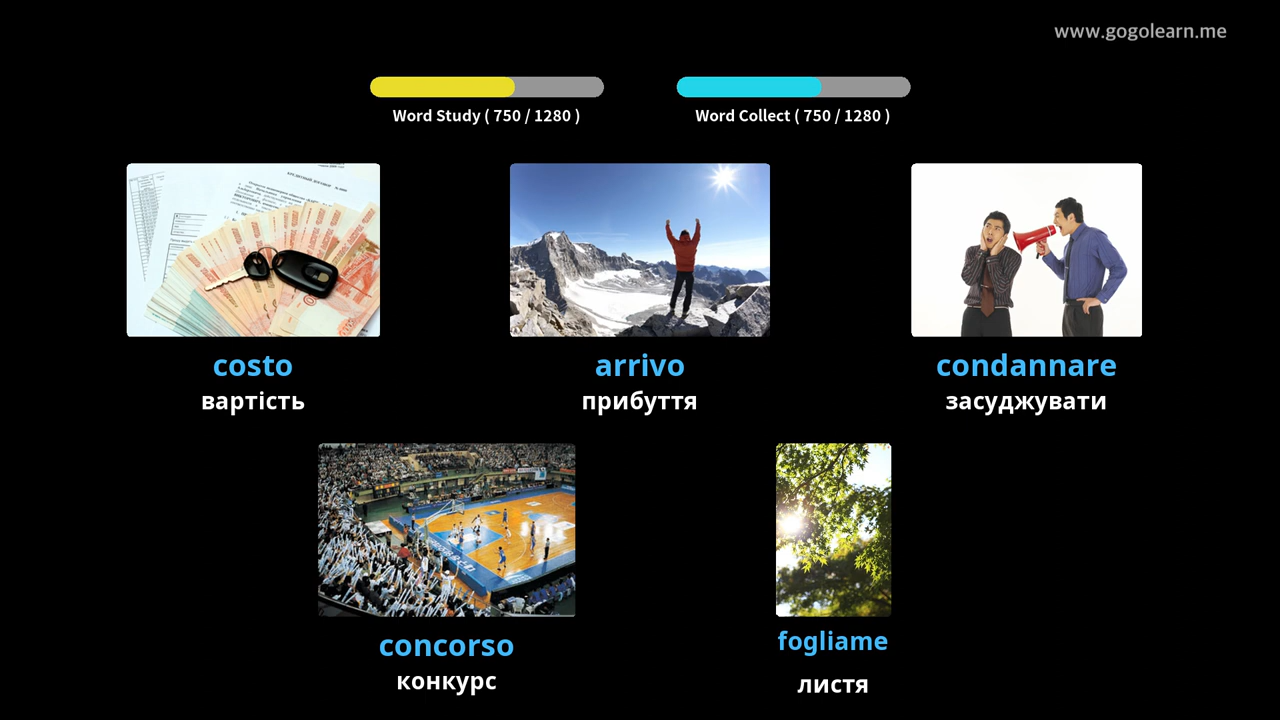 www.gogolearn.me
Word Study ( 750 / 1280 )
Word Collect ( 750 / 1280 )
costo
вартість
arrivo
прибуття
condannare
засуджувати
concorso
конкурс
fogliame
листя